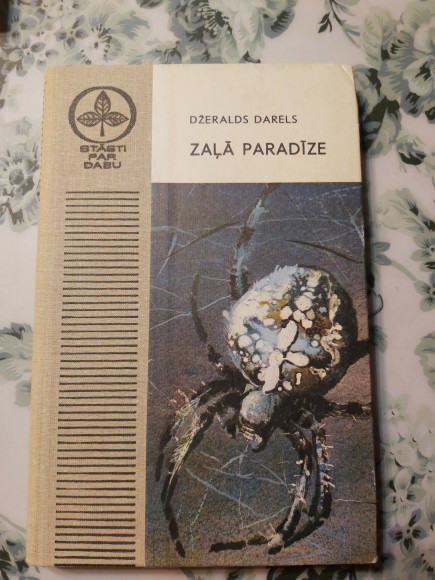 STĀSTI
PAR
DABU
DŽERALDS DARELS
ZAĻĀ PARADĪZE